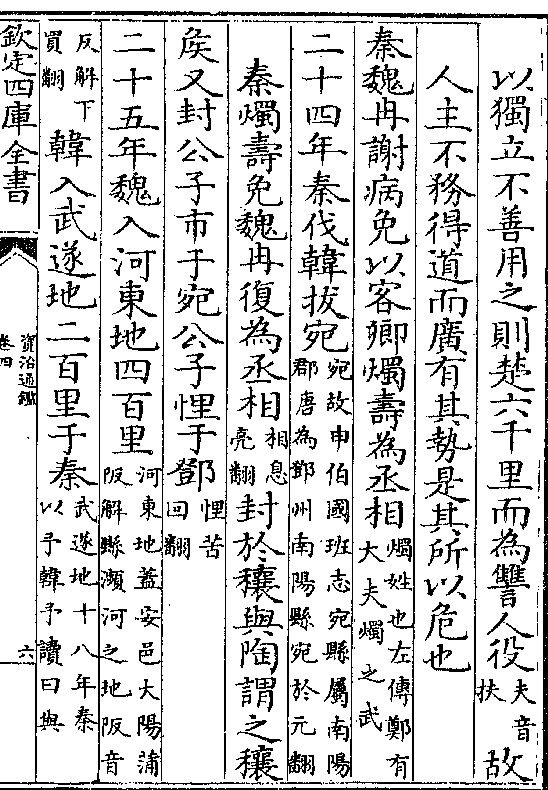 以獨立不善用之則楚六千里而為讐人役夫音扶故
人主不務得道而廣有其勢是其所以危也
秦魏冉謝病免以客卿燭壽為丞相燭姓也左傳鄭有大夫燭之武
二十四年秦伐韓拔宛宛故申伯國班志宛縣屬南陽郡唐為鄧州南陽縣宛於元翻
秦燭壽免魏冉復為丞相相息亮翻封於穰與陶謂之穰
侯又封公子市于宛公子悝于鄧悝苦回翻
二十五年魏入河東地四百里河東地蓋安邑大陽蒲阪解縣瀕河之地阪音
反解下買翻韓入武遂地二百里于秦武遂地十八年秦以予韓予讀曰與
欽定四庫全書
資治通鑑
卷四
六